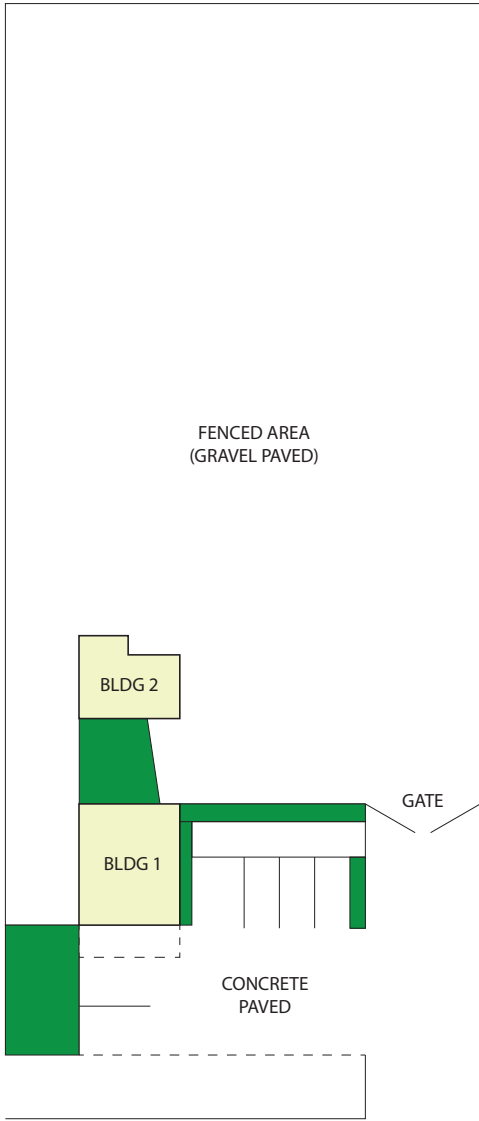 FENCED AREA
(GRAVEL PAVED)
BLDG 2
GATE
BLDG 1
CONCRETE
PAVED